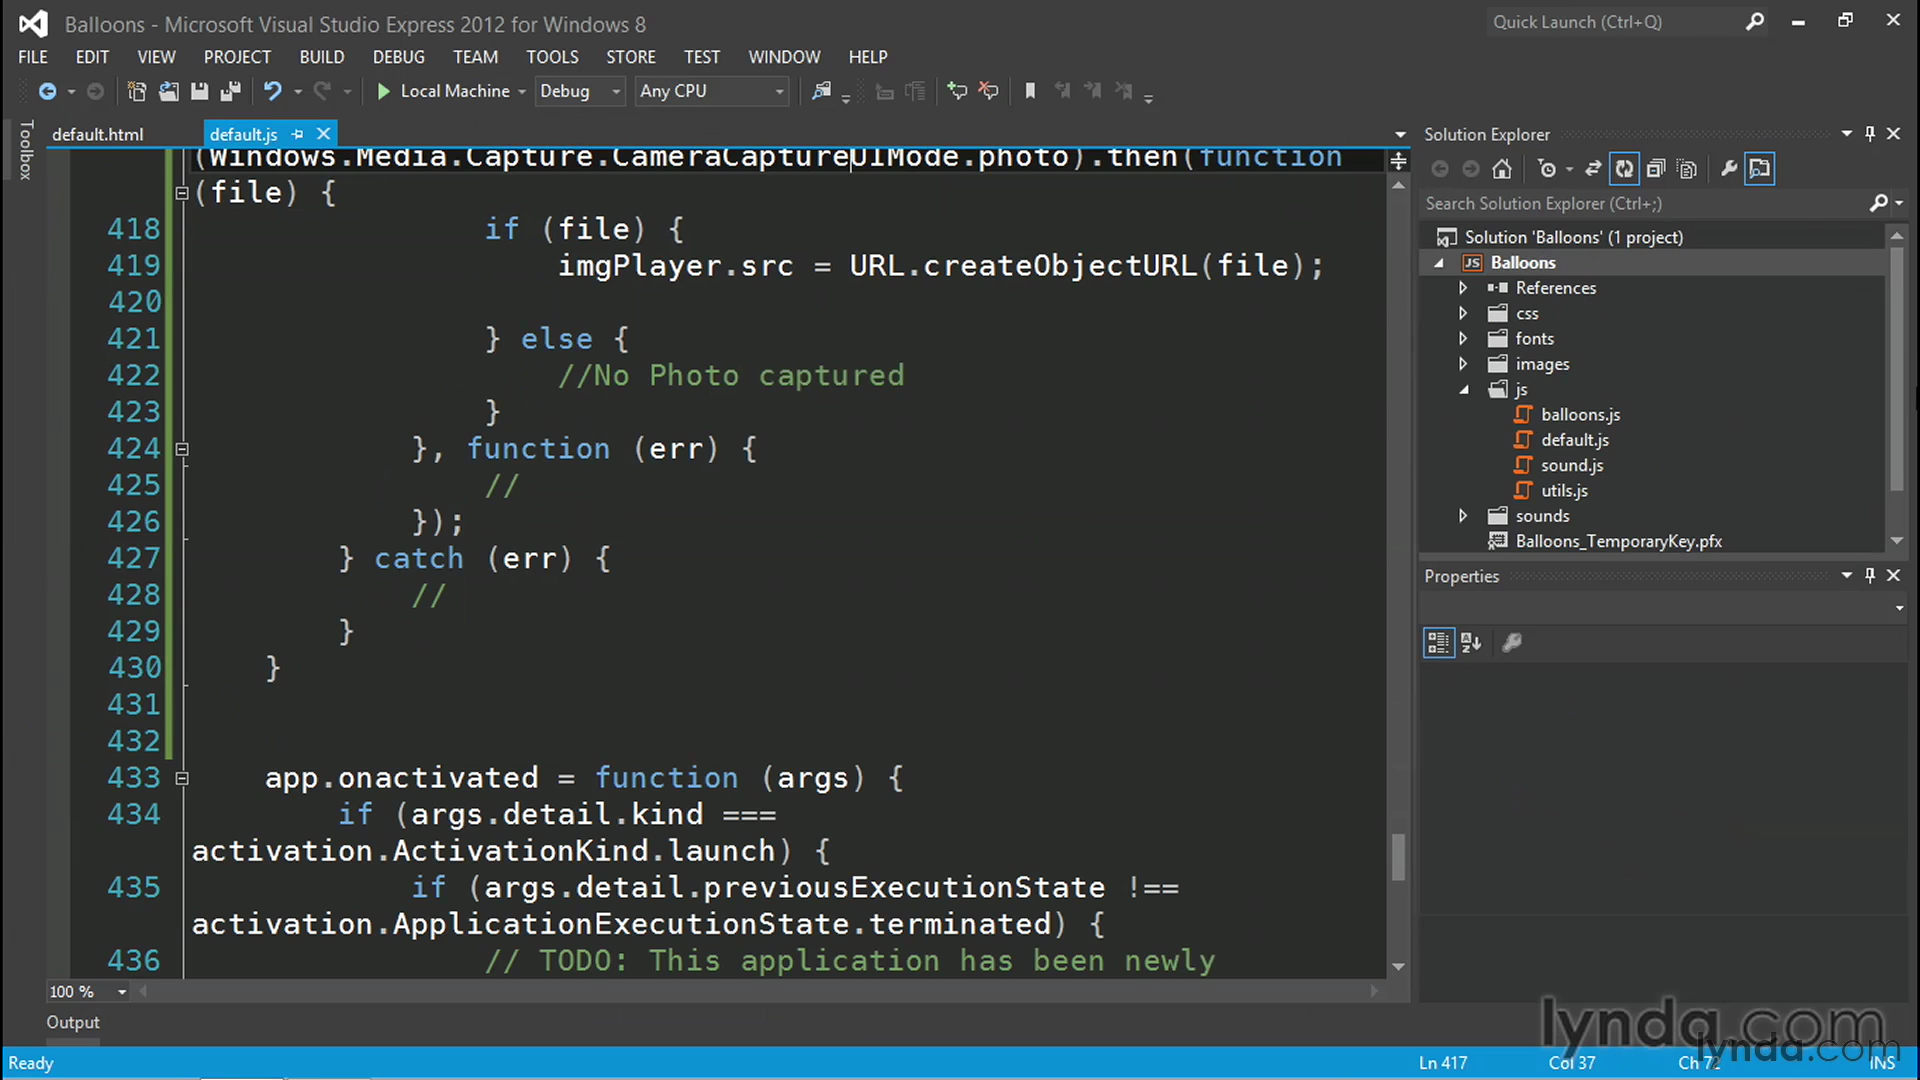 Balloons - Microsoft Visual Studio Express 2012 for Windows 8
Quick Launch (Ctrl+Q)
FILE EDIT VIEW PROJECT BUILD DEBUG TEAM TOOLS STORE TEST WINDOW HELP
Local Machine Debug Any CPU
Toolbox
default.html default.js
(Windows.Media.Capture.CameraCaptureUIMode.photo).then(function
(file) {
418 if (file) {
419 imgPlayer.src = URL.createObjectURL(file);
420
421 } else {
422 //No Photo captured
423 }
424 }, function (err) {
425 //
426 });
427 } catch (err) {
428 //
429 }
430 }
431
432
433 app.onactivated = function (args) {
434 if (args.detail.kind ===
activation.ActivationKind.launch) {
435 if (args.detail.previousExecutionState !==
activation.ApplicationExecutionState.terminated) {
436 // TODO: This application has been newly
100 %
Output
Solution Explorer
Search Solution Explorer (Ctrl+;)
Solution 'Balloons' (1 project)
JS Balloons
References
css
fonts
images
js
balloons.js
default.js
sound.js
utils.js
sounds
Balloons_TemporaryKey.pfx
Properties
lynda.com
lynda.com
Ready Ln 417 Col 37 Ch 72 INS